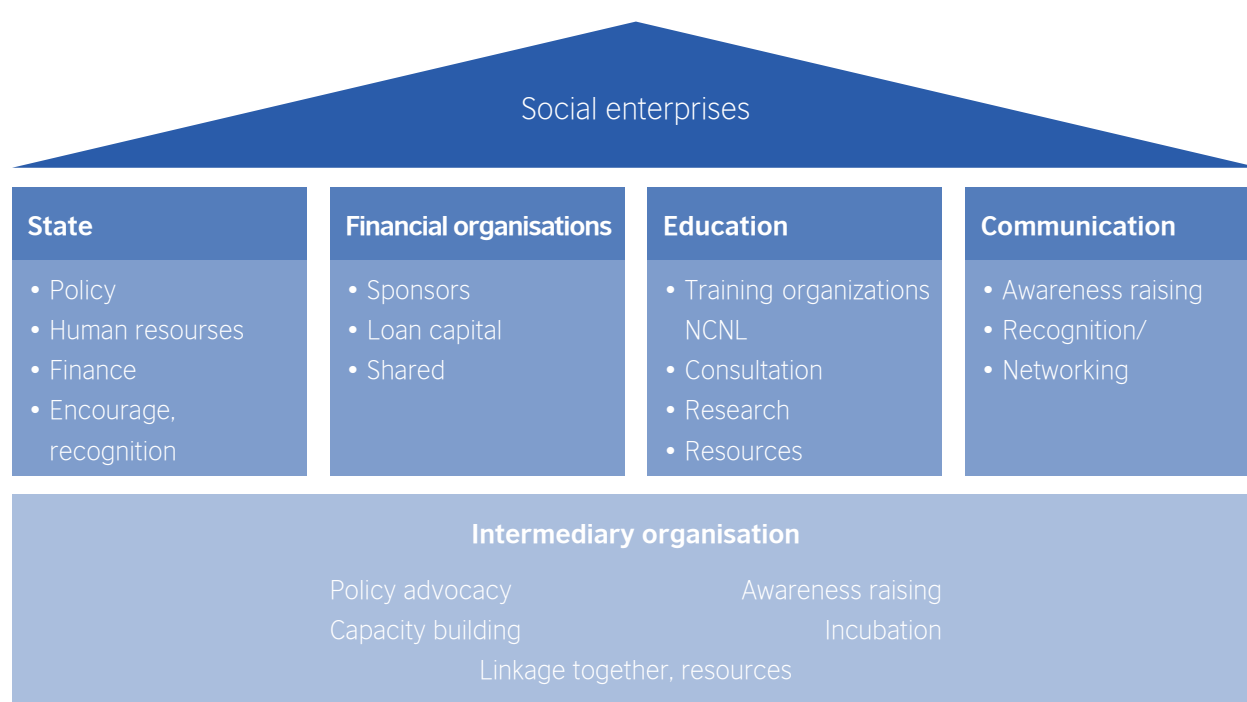 Social enterprises
State
• Policy
• Human resourses
• Finance
• Encourage,
recognition
Financial organisations
• Sponsors
• Loan capital
• Shared
Education
• Training organizations
NCNL
• Consultation
• Research
• Resources
Communication
• Awareness raising
• Recognition/
• Networking
Intermediary organisation
Policy advocacy
Awareness raising
Capacity building
Incubation
Linkage together, resources